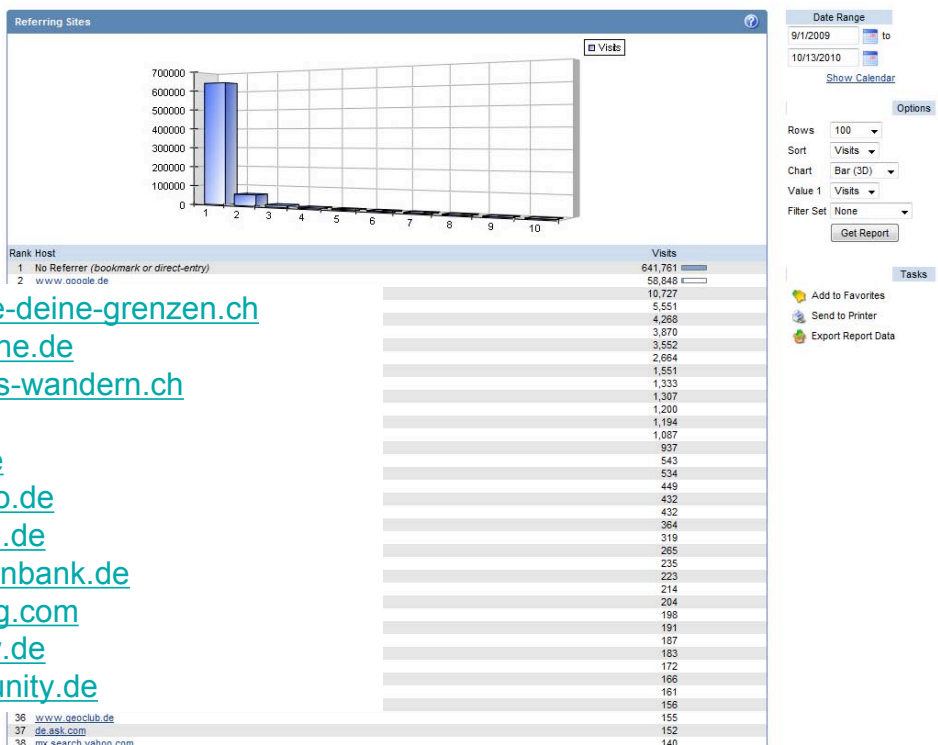 Referring Sites
Visits
700000
600000
500000
400000
300000
200000
100000
0
1 2 3 4 5 6 7 8 9 10
Rank Host Visits
1 No Referrer (bookmark or direct-entry) 641,761
2 www.google.de 58,848
10,727
e-deine-grenzen.ch
5,551
4,268
ne.de
3,870
3,552
2,664
s-wandern.ch
1,551
1,333
1,307
1,200
1,194
1,087
937
e
543
534
o.de
449
432
432
.de
364
319
265
nbank.de
235
223
214
g.com
204
198
191
.de
187
183
172
unity.de
166
161
156
36 www.geoclub.de 155
37 de.ask.com 152
38 mx.search.yahoo.com 140
Date Range
9/1/2009 to
10/13/2010
Show Calendar
Options
Rows 100
Sort Visits
Chart Bar (3D)
Value 1 Visits
Filter Set None
Get Report
Tasks
Add to Favorites
Send to Printer
Export Report Data